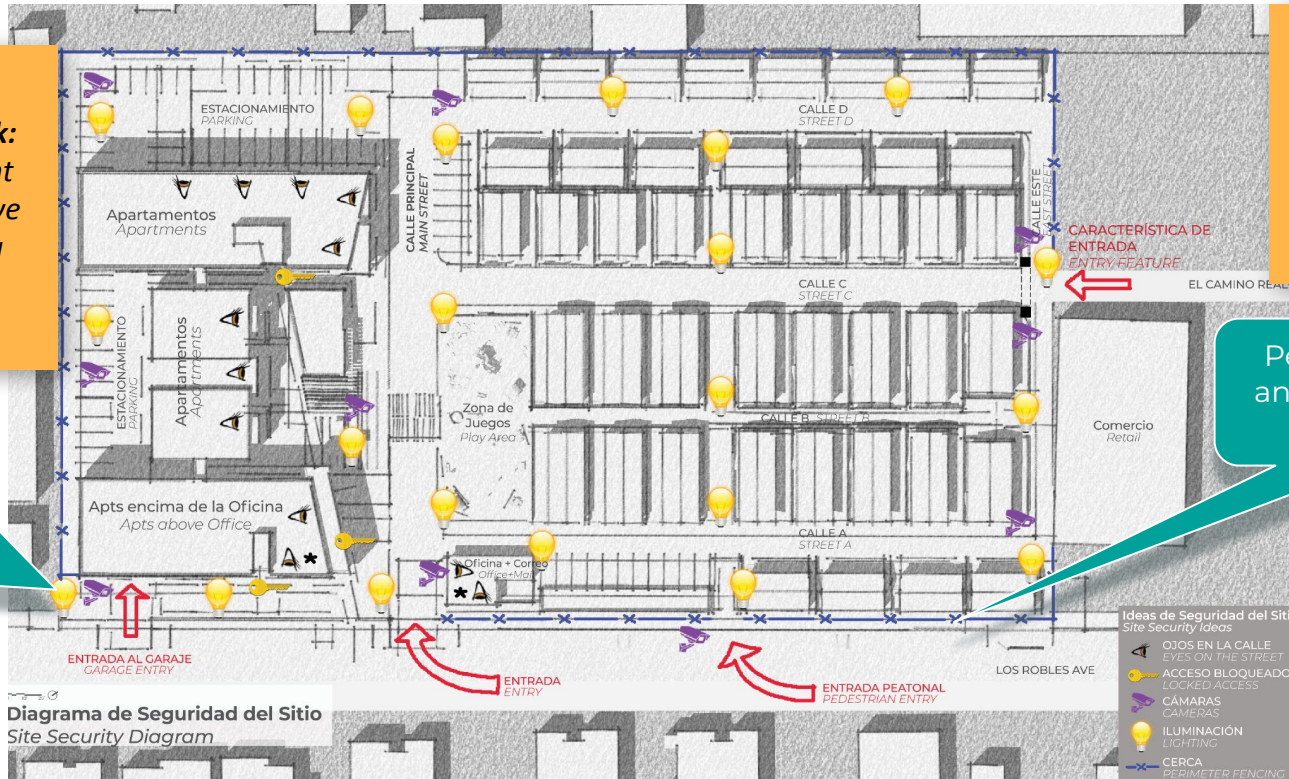 k:
nt
ve
ESTACIONAMIENTO
PARKING
CALLE D
STREET D
CALLE PRINCIPAL
MAIN STREET
Apartamentos
Apartments
CALLE ESTE
EAST STREET
CARACTERÍSTICA DE
ENTRADA
ENTRY FEATURE
CALLE C
STREET C
EL CAMINO REAL
ESTACIONAMIENTO
PARKING
Apartamentos
Apartments
Zona de
Juegos
Play Area
CALLE B STREET B
Comercio
Retail
Pe
an
Apts encima de la Oficina
Apts above Office
CALLE A
STREET A
*
Oficina + Correo
Office+Mail
*
ENTRADA AL GARAJE
GARAGE ENTRY
ENTRADA
ENTRY
ENTRADA PEATONAL
PEDESTRIAN ENTRY
LOS ROBLES AVE
Diagrama de Seguridad del Sitio
Site Security Diagram
Ideas de Seguridad del Siti
Site Security Ideas
OJOS EN LA CALLE
EYES ON THE STREET
ACCESO BLOQUEADO
LOCKED ACCESS
CÁMARAS
CAMERAS
ILUMINACIÓN
LIGHTING
CERCA
PERIMETER FENCING